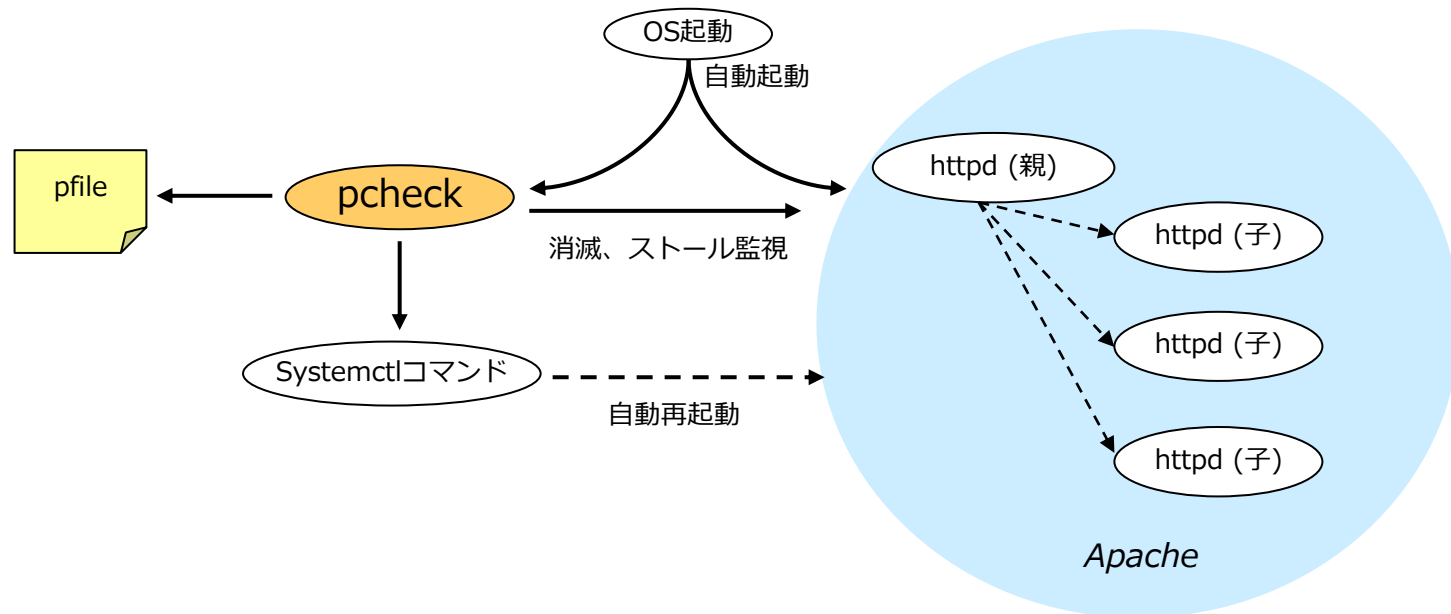 OS起動
自動起動
pfile
pcheck
httpd (親)
消滅、ストール監視
httpd (子)
httpd (子)
Systemctlコマンド
自動再起動
httpd (子)
Apache